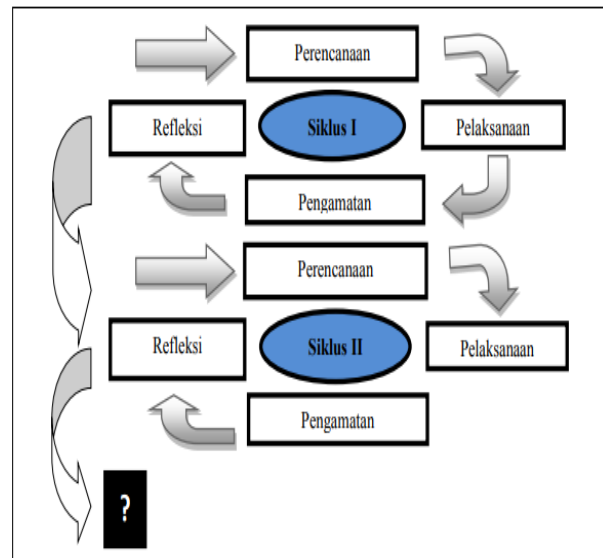 Perencanaan
Refleksi
Siklus I
Pelaksanaan
Pengamatan
Perencanaan
Refleksi
Siklus II
Pelaksanaan
Pengamatan
?